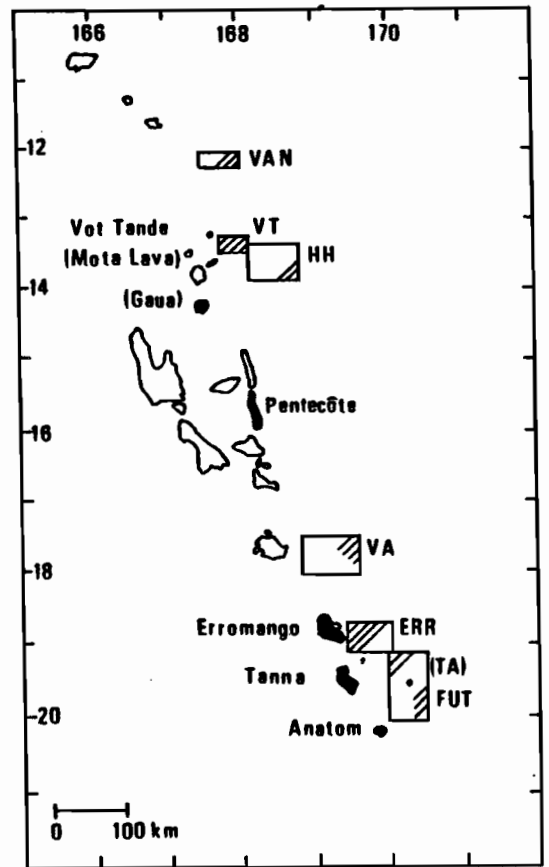 166 168 170
-12
VAN
Vot Tande
VT
(Mota Lava)
HH
-14
(Gaua)
Pentecôte
-16
VA
-18
Erromango
ERR
(TA)
Tanna
FUT
-20
Anatom
0 100 km